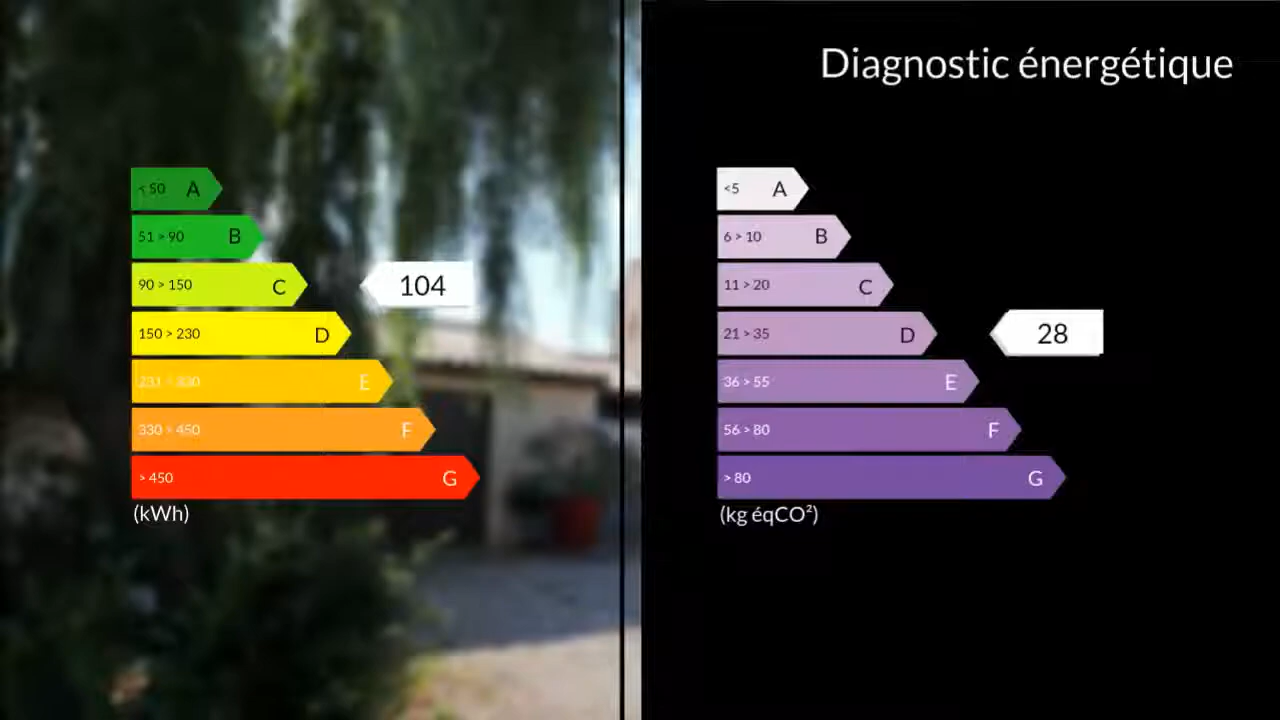 Diagnostic énergétique
< 50 A
51 > 90 B
90 > 150 C
104
150 > 230 D
E
330 > 450 F
> 450 G
(kWh)
<5 A
6 > 10 B
11 > 20 C
21 > 35 D
28
36 > 55 E
56 > 80 F
> 80 G
(kg éqCO²)